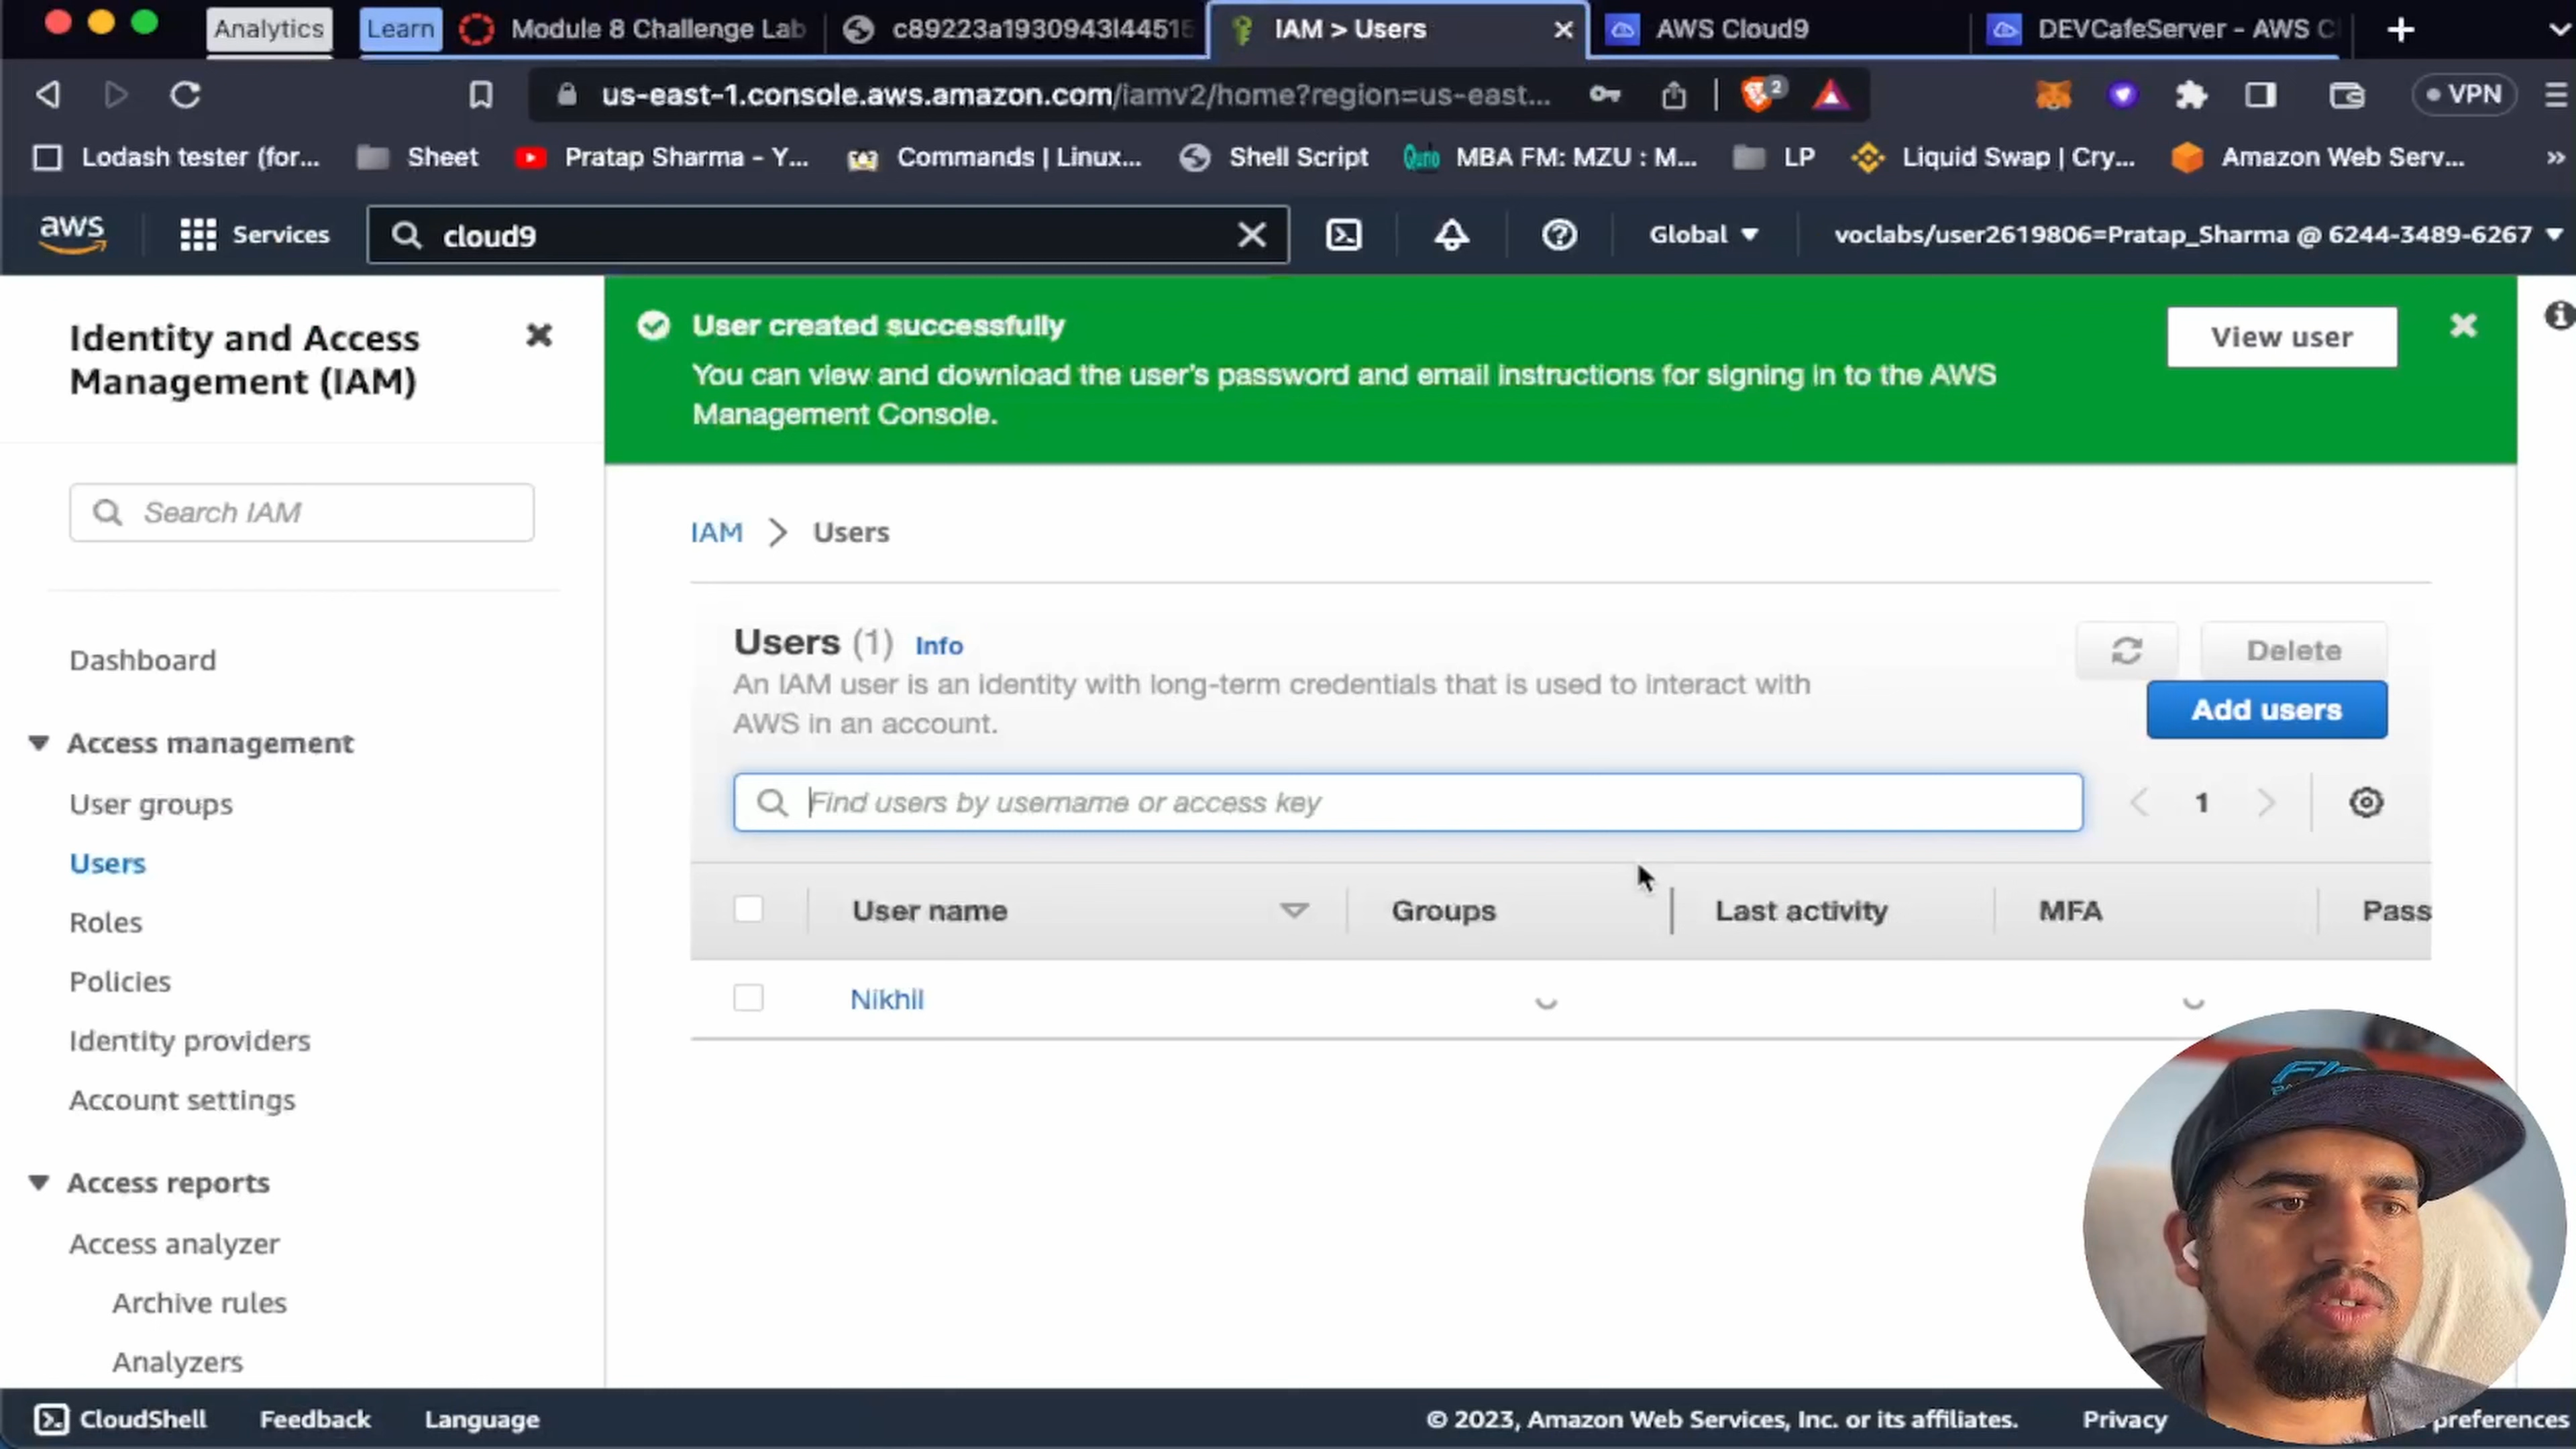 Analytics
Learn
Module 8 Challenge Lab
c89223a1930943l44515
IAM > Users
AWS Cloud9
DEVCafeServer - AWS C
us-east-1.console.aws.amazon.com/iamv2/home?region=us-east...
2
VPN
Lodash tester (for...
Sheet
Pratap Sharma - Y...
Commands | Linux...
Shell Script
MBA FM: MZU : M...
LP
Liquid Swap | Cry...
Amazon Web Serv...
aws
Services
cloud9
Global
voclabs/user2619806=Pratap_Sharma @ 6244-3489-6267
Identity and Access
Management (IAM)
Search IAM
Dashboard
Access management
User groups
Users
Roles
Policies
Identity providers
Account settings
Access reports
Access analyzer
Archive rules
Analyzers
User created successfully
You can view and download the user's password and email instructions for signing in to the AWS
Management Console.
View user
IAM > Users
Users (1) Info
An IAM user is an identity with long-term credentials that is used to interact with
AWS in an account.
Delete
Add users
Find users by username or access key
1
User name
Groups
Last activity
MFA
Pass
Nikhil
CloudShell
Feedback
Language
© 2023, Amazon Web Services, Inc. or its affiliates.
Privacy
preferences